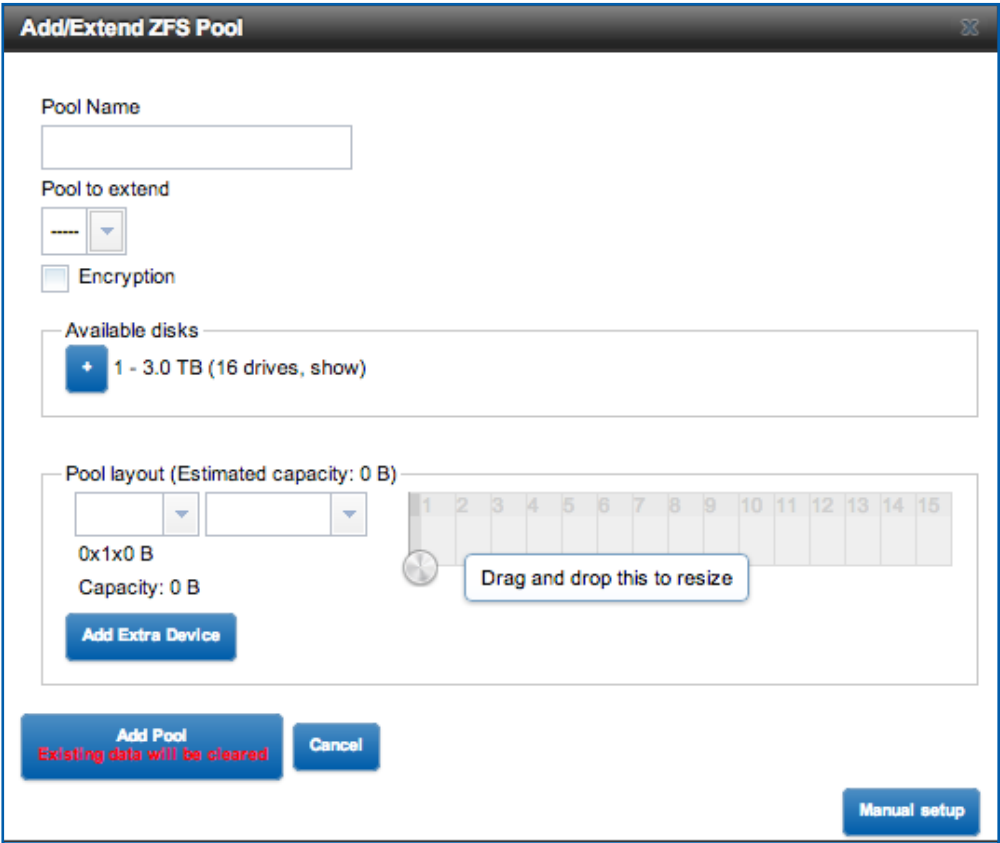 Add/Extend ZFS Pool
Pool Name
Pool to extend
-----
Encryption
Available disks
+ 1 - 3.0 TB (16 drives, show)
Pool layout (Estimated capacity: 0 B)
1 2 3 4 5 6 7 8 9 10 11 12 13 14 15
0x1x0 B
Drag and drop this to resize
Capacity: 0 B
Add Extra Device
Add Pool
Existing data will be cleared
Cancel
Manual setup